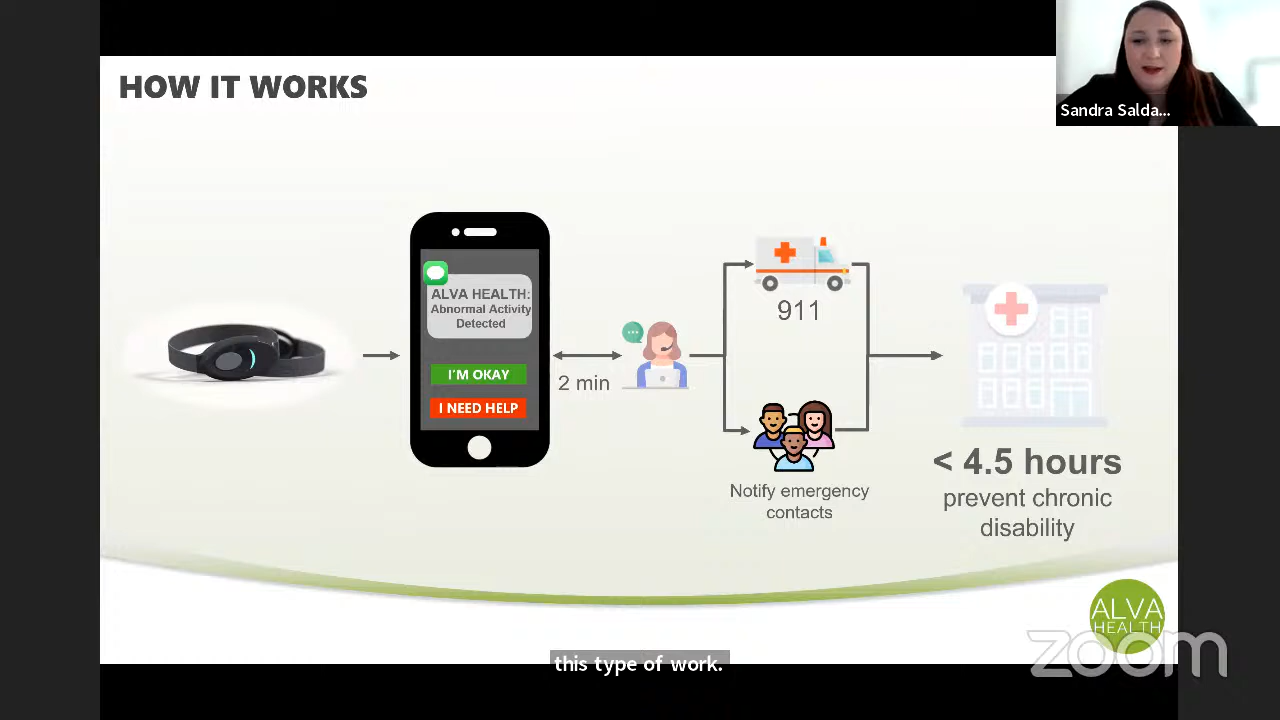 HOW IT WORKS
Sandra Salda...
ALVA HEALTH:
Abnormal Activity
Detected
I'M OKAY
I NEED HELP
2 min
911
Notify emergency
contacts
< 4.5 hours
prevent chronic
disability
ALVA
HEALTH
zoom
this type of work.